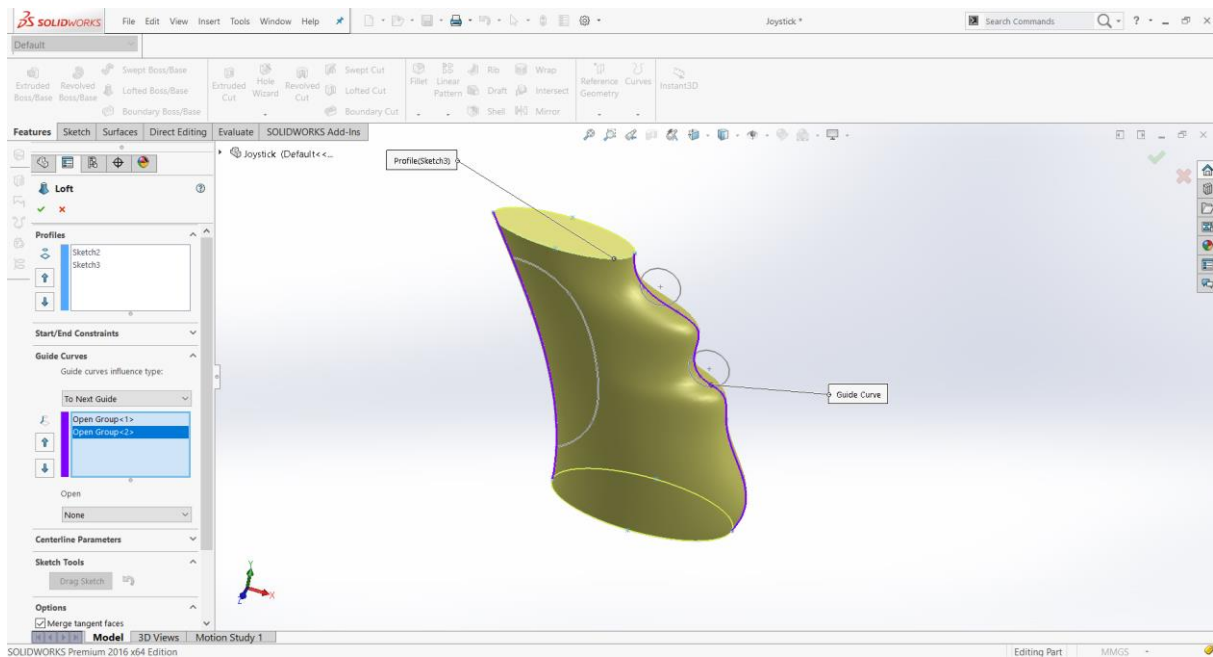 SOLIDWORKS File Edit View Insert Tools Window Help Joystick * Search Commands ?
Default
Extruded Boss/Base
Revolved Boss/Base
Swept Boss/Base
Lofted Boss/Base
Boundary Boss/Base
Extruded Cut
Hole Wizard
Revolved Cut
Swept Cut
Lofted Cut
Boundary Cut
Fillet
Linear Pattern
Rib
Draft
Shell
Wrap
Intersect
Mirror
Reference Geometry
Curves
Instant3D
Features Sketch Surfaces Direct Editing Evaluate SOLIDWORKS Add-Ins
Joystick (Default<<...
Profile(Sketch3)
Loft
Profiles
Sketch2
Sketch3
Start/End Constraints
Guide Curves
Guide curves influence type:
To Next Guide
Open Group<1>
Open Group<2>
Guide Curve
Open
None
Centerline Parameters
Sketch Tools
Drag Sketch
Options
Merge tangent faces
Y
X
Z
Model 3D Views Motion Study 1
SOLIDWORKS Premium 2016 x64 Edition Editing Part MMGS